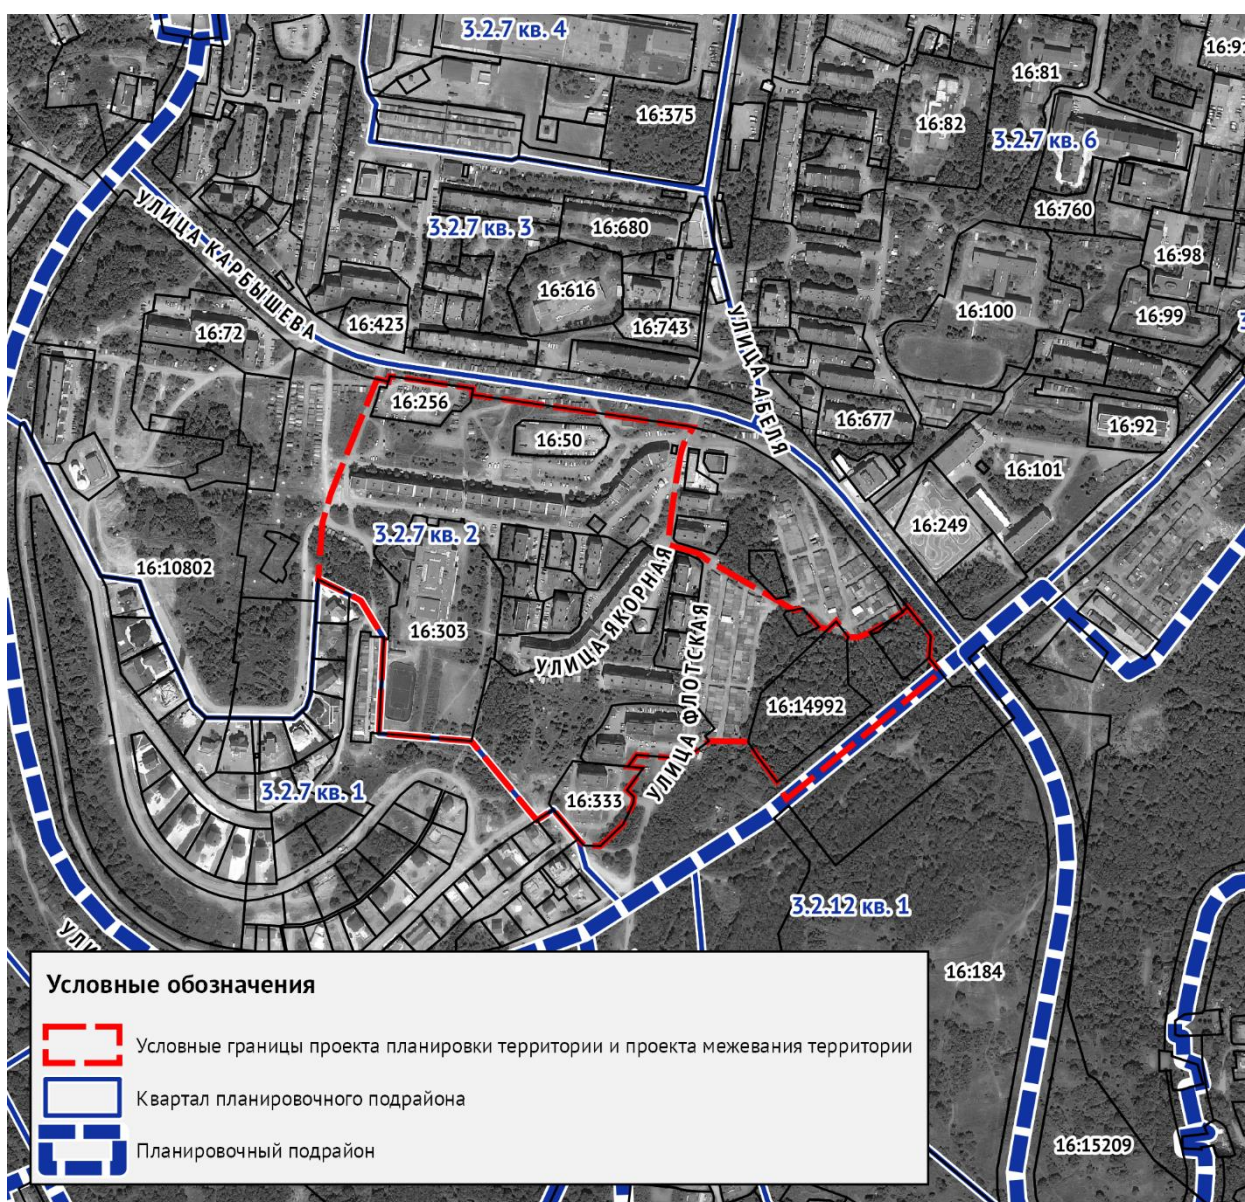 3.2.7 кв. 4
16:81
16:375
16:82
3.2.7 кв. 6
УЛИЦА КАРБЫШЕВА
3.2.7 кв. 3
16:680
16:760
16:98
16:616
16:100
16:99
16:72
16:423
16:743
УЛИЦА АБЕЛЯ
16:256
16:50
16:677
16:92
16:101
16:249
3.2.7 кв. 2
16:10802
16:303
УЛИЦА ЯКОРНАЯ
УЛИЦА ФЛОТСКАЯ
16:14992
3.2.7 кв. 1
16:333
3.2.12 кв. 1
16:184
16:15209
Условные обозначения
Условные границы проекта планировки территории и проекта межевания территории
Квартал планировочного подрайона
Планировочный подрайон